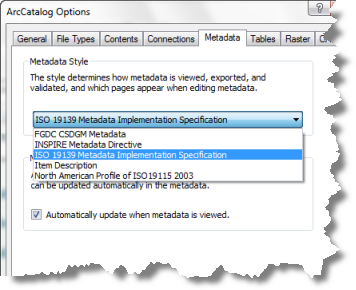 ArcCatalog Options
?
General File Types Contents Connections Metadata Tables Raster
Metadata Style
The style determines how metadata is viewed, exported, and
validated, and which pages appear when editing metadata.
ISO 19139 Metadata Implementation Specification
FGDC CSDGM Metadata
INSPIRE Metadata Directive
ISO 19139 Metadata Implementation Specification
Item Description
North American Profile of ISO19115 2003
can be updated automatically in the metadata.
Automatically update when metadata is viewed.